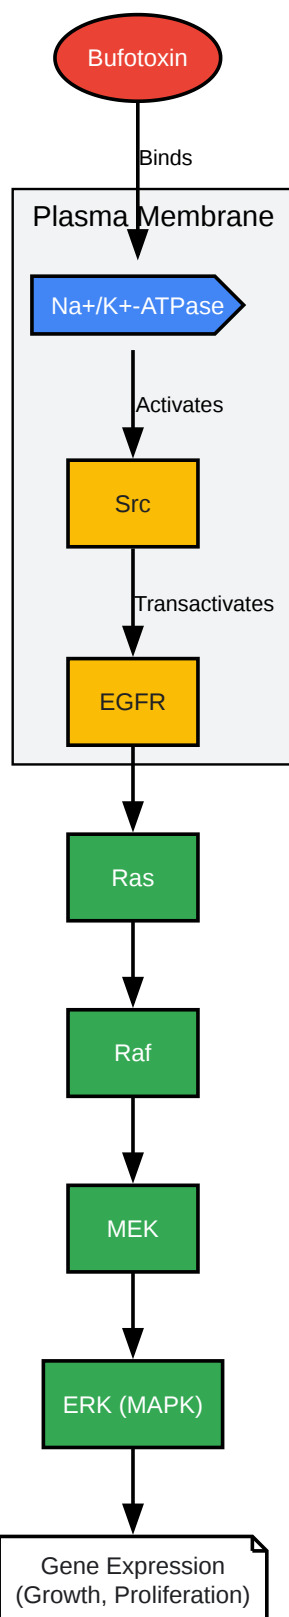 Bufotoxin
Binds
Plasma Membrane
Na+/K+-ATPase
Activates
Src
Transactivates
EGFR
Ras
Raf
MEK
ERK (MAPK)
Gene Expression
(Growth, Proliferation)